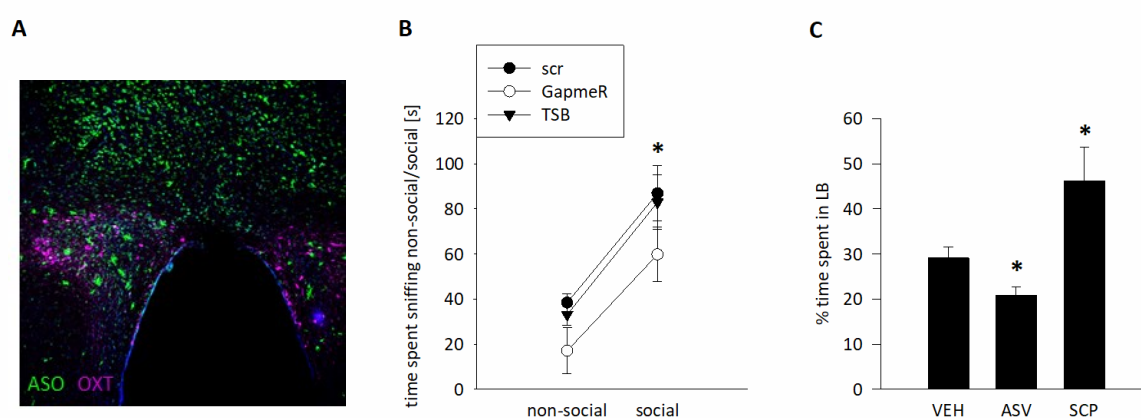 A
ASO OXT
B
scr
GapmeR
TSB
time spent sniffing non-social/social [s]
120
100
80
60
40
20
0
*
non-social social
C
% time spent in LB
60
50
40
30
20
10
0
*
*
VEH ASV SCP